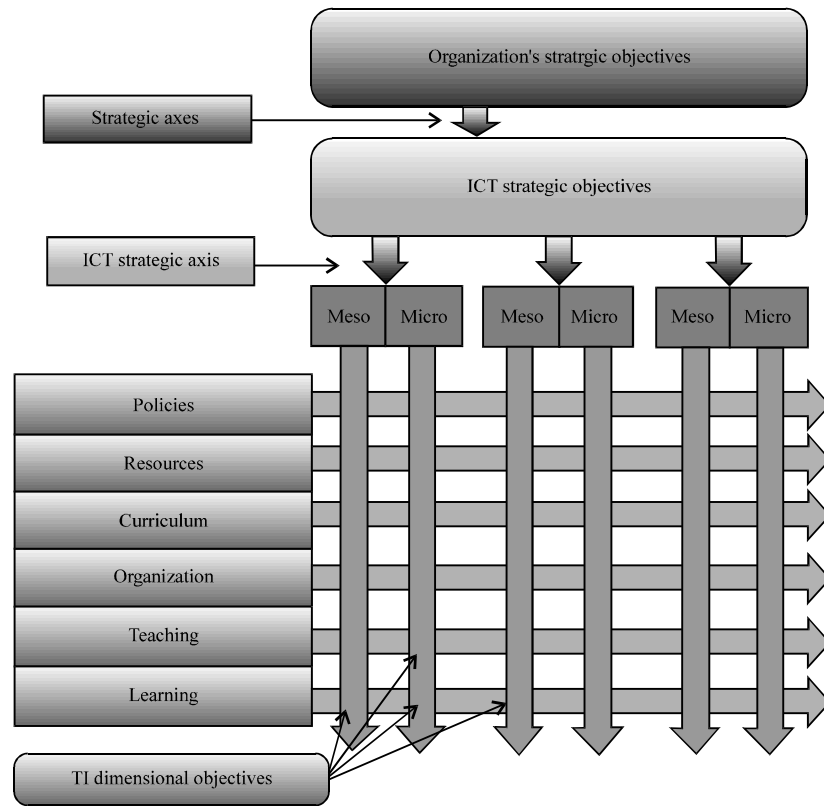 Organization's stratrgic objectives
Strategic axes
ICT strategic objectives
ICT strategic axis
Meso Micro Meso Micro Meso Micro
Policies
Resources
Curriculum
Organization
Teaching
Learning
TI dimensional objectives